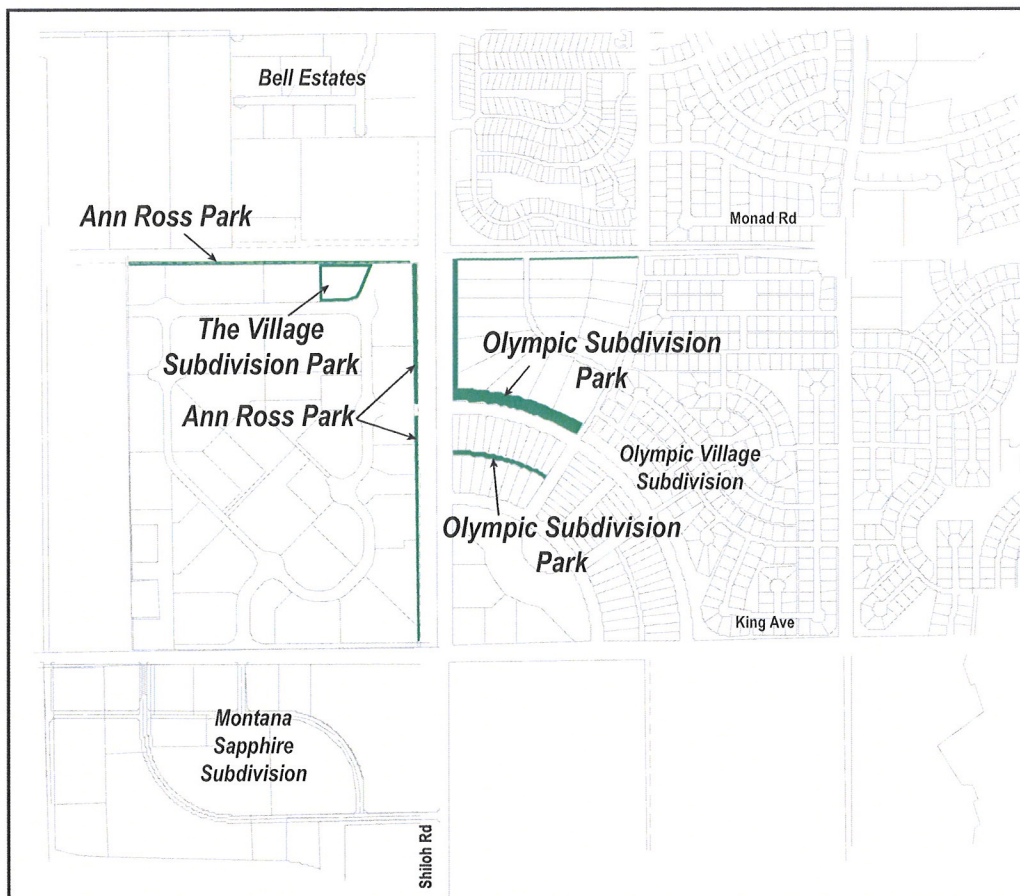 Bell Estates
Ann Ross Park
Monad Rd
The Village
Subdivision Park
Olympic Subdivision
Park
Ann Ross Park
Olympic Village
Subdivision
Olympic Subdivision
Park
King Ave
Montana
Sapphire
Subdivision
Shiloh Rd